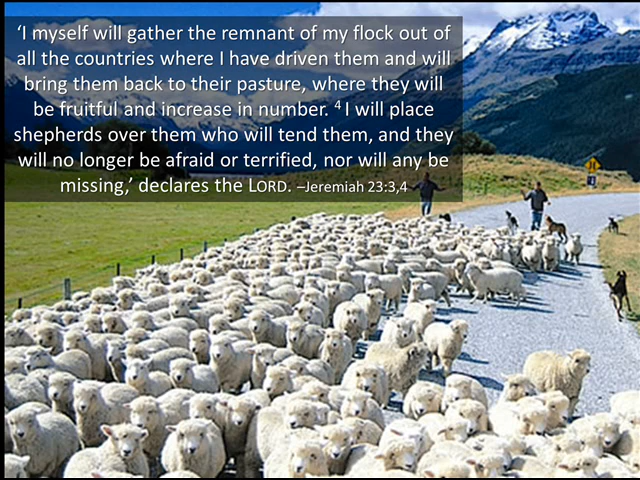 ‘I myself will gather the remnant of my flock out of
all the countries where I have driven them and will
bring them back to their pasture, where they will
be fruitful and increase in number. ⁴ I will place
shepherds over them who will tend them, and they
will no longer be afraid or terrified, nor will any be
missing,’ declares the LORD. –Jeremiah 23:3,4